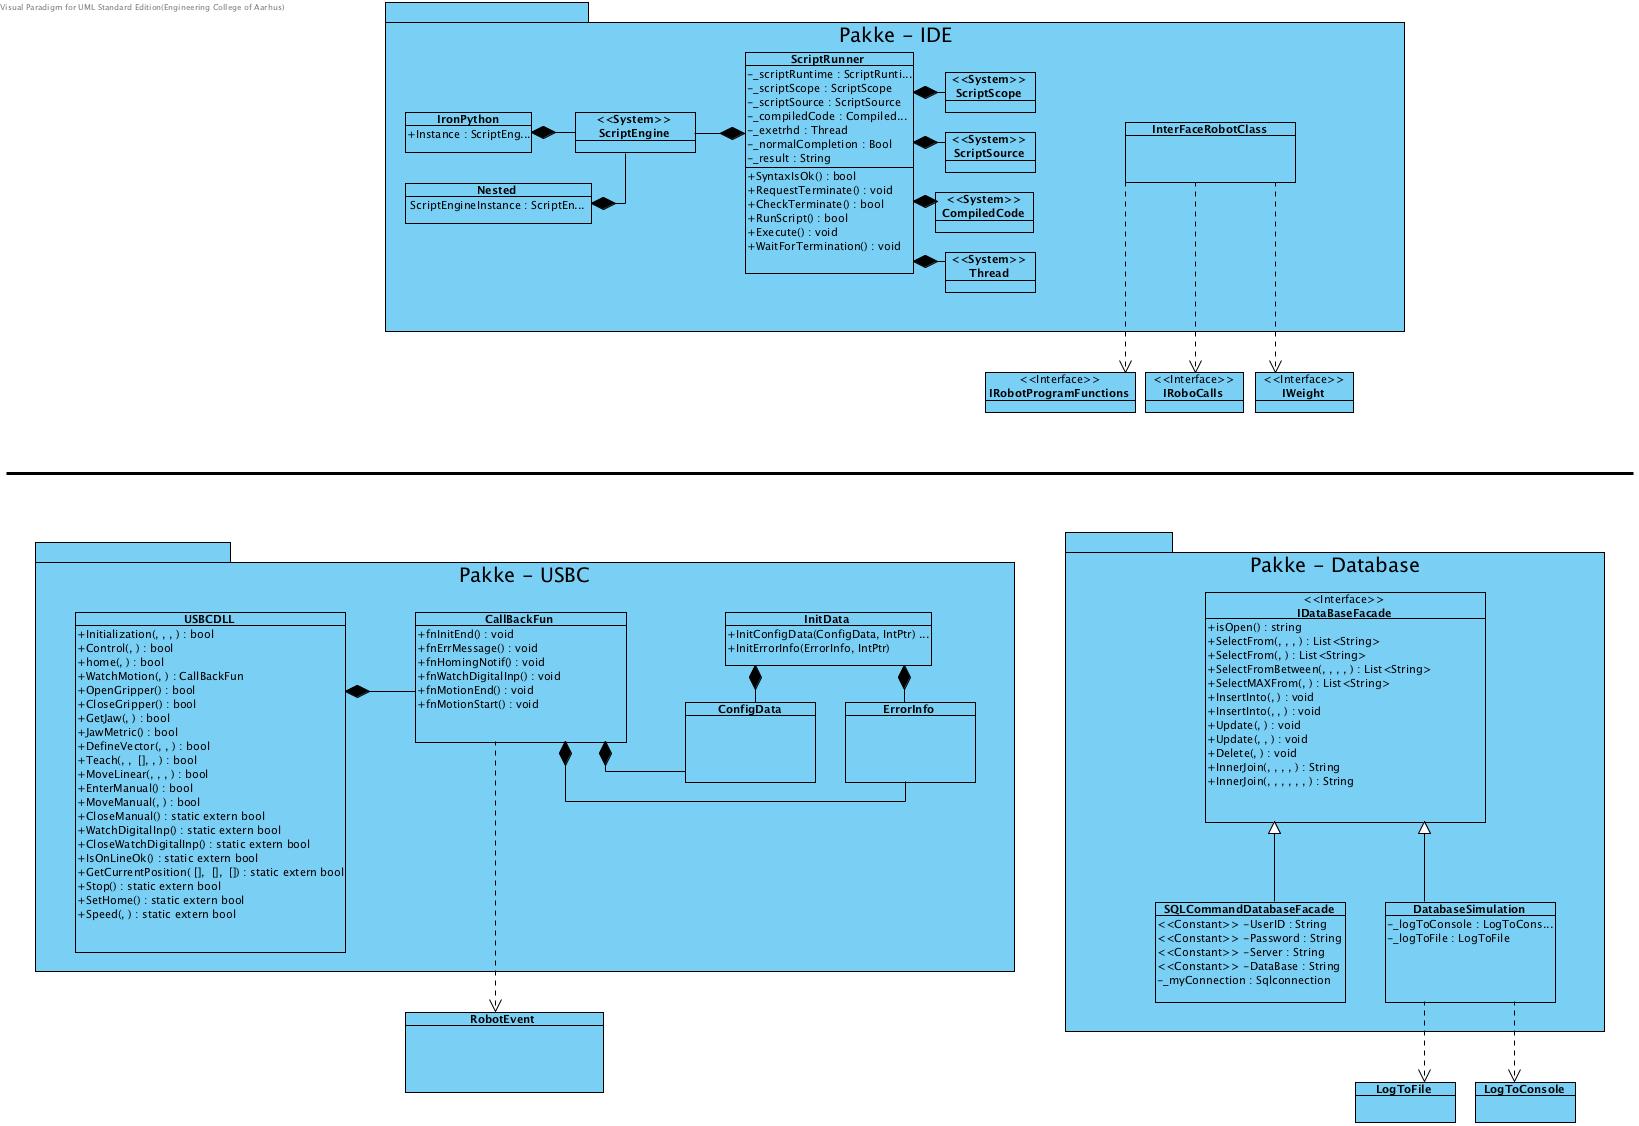 Visual Paradigm for UML Standard Edition(Engineering College of Aarhus)
Pakke - IDE
ScriptRunner
-_scriptRuntime : ScriptRunti...
-_scriptScope : ScriptScope
-_scriptSource : ScriptSource
-_compiledCode : Compiled...
-_exetrhd : Thread
-_normalCompletion : Bool
-_result : String
+SyntaxIsOk() : bool
+RequestTerminate() : void
+CheckTerminate() : bool
+RunScript() : bool
+Execute() : void
+WaitForTermination() : void
IronPython
+Instance : ScriptEng...
<<System>>
ScriptEngine
Nested
ScriptEngineInstance : ScriptEn...
<<System>>
ScriptScope
<<System>>
ScriptSource
<<System>>
CompiledCode
<<System>>
Thread
InterFaceRobotClass
<<Interface>>
IRobotProgramFunctions
<<Interface>>
IRoboCalls
<<Interface>>
IWeight
Pakke - USBC
USBCDLL
+Initialization(, , , ) : bool
+Control(, ) : bool
+home(, ) : bool
+WatchMotion(, ) : CallBackFun
+OpenGripper() : bool
+CloseGripper() : bool
+GetJaw(, ) : bool
+JawMetric() : bool
+DefineVector(, , ) : bool
+Teach(, , [], , ) : bool
+MoveLinear(, , , ) : bool
+EnterManual() : bool
+MoveManual(, ) : bool
+CloseManual() : static extern bool
+WatchDigitalInp() : static extern bool
+CloseWatchDigitalInp() : static extern bool
+IsOnLineOk() : static extern bool
+GetCurrentPosition( [], [], []) : static extern bool
+Stop() : static extern bool
+SetHome() : static extern bool
+Speed(, ) : static extern bool
CallBackFun
+fnInitEnd() : void
+fnErrMessage() : void
+fnHomingNotif() : void
+fnWatchDigitalInp() : void
+fnMotionEnd() : void
+fnMotionStart() : void
InitData
+InitConfigData(ConfigData, IntPtr) ...
+InitErrorInfo(ErrorInfo, IntPtr)
ConfigData
ErrorInfo
RobotEvent
Pakke - Database
<<Interface>>
IDataBaseFacade
+isOpen() : string
+SelectFrom(, , , ) : List<String>
+SelectFrom(, ) : List<String>
+SelectFromBetween(, , , , ) : List<String>
+SelectMAXFrom(, ) : List<String>
+InsertInto(, ) : void
+InsertInto(, , ) : void
+Update(, ) : void
+Update(, , ) : void
+Delete(, ) : void
+InnerJoin(, , , , ) : String
+InnerJoin(, , , , , , ) : String
SQLCommandDatabaseFacade
<<Constant>> -UserID : String
<<Constant>> -Password : String
<<Constant>> -Server : String
<<Constant>> -DataBase : String
-_myConnection : Sqlconnection
DatabaseSimulation
-_logToConsole : LogToCons...
-_logToFile : LogToFile
LogToFile
LogToConsole